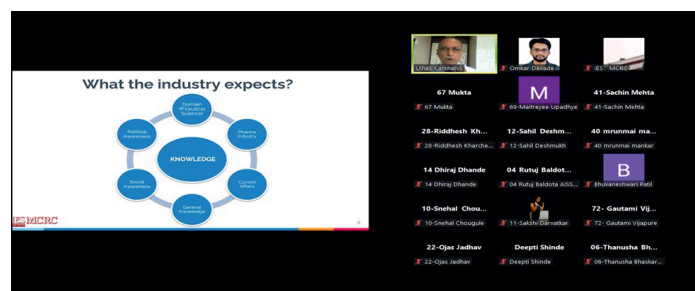 What the industry expects?
Domain
(P'ceutical
Science)
Political
Awareness
Pharma
Industry
KNOWLEDGE
Social
Awareness
Current
Affairs
General
Knowledge
IES MCRC
4
Omkar Devade
IES MCRC
67 Mukta
67 Mukta
M
69-Maitreyee Upadhye
41-Sachin Mehta
41-Sachin Mehta
28-Riddhesh Kh...
28-Riddhesh Kharche...
12-Sahil Deshm...
12-Sahil Deshmukh
40 mrunmai ma...
40 mrunmai mankar
14 Dhiraj Dhande
14 Dhiraj Dhande
04 Rutuj Baldot...
04 Rutuj Baldota AISS...
B
Bhuvaneshwari Patil
10-Snehal Chou...
10-Snehal Chougule
11-Sakshi Darvatkar
72- Gautami Vij...
72- Gautami Vijapure
22-Ojas Jadhav
22-Ojas Jadhav
Deepti Shinde
Deepti Shinde
06-Thanusha Bh...
06-Thanusha Bhaskar...